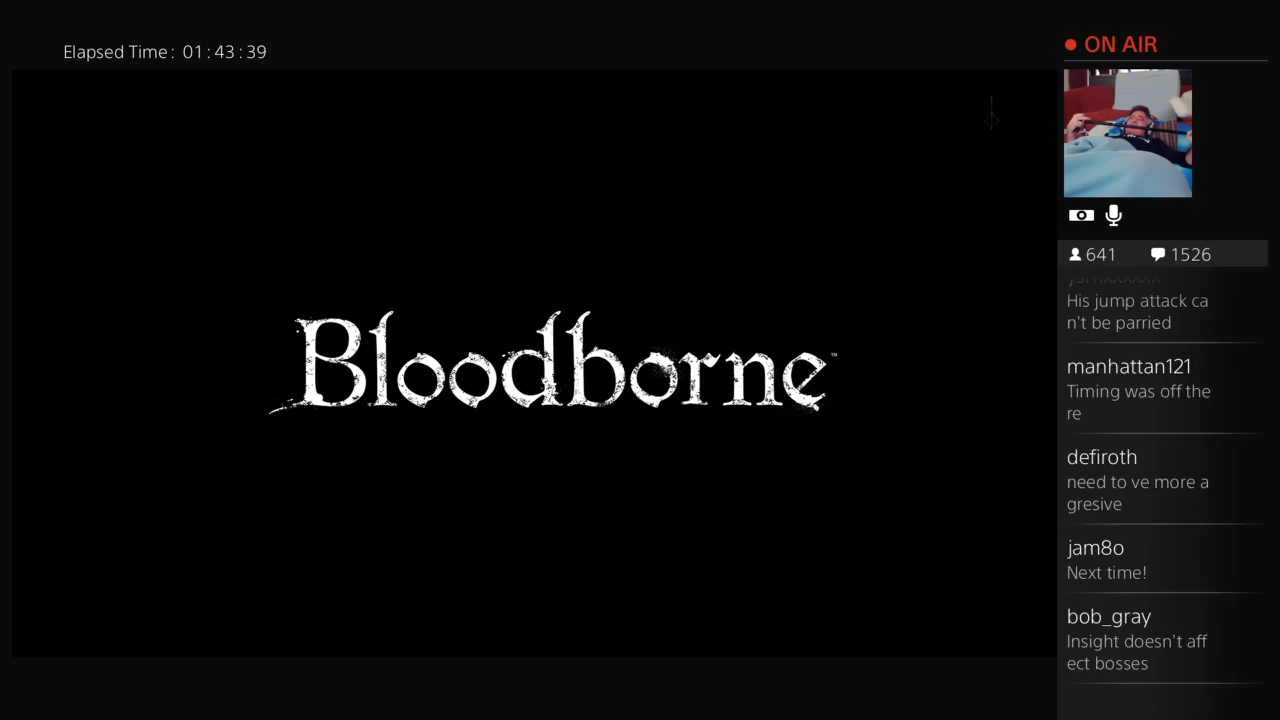 Elapsed Time: 01:43:39
ON AIR
641 1526
His jump attack ca
n't be parried
manhattan121
Timing was off the
re
defiroth
need to ve more a
gresive
jam8o
Next time!
bob_gray
Insight doesn't aff
ect bosses
Bloodborne™